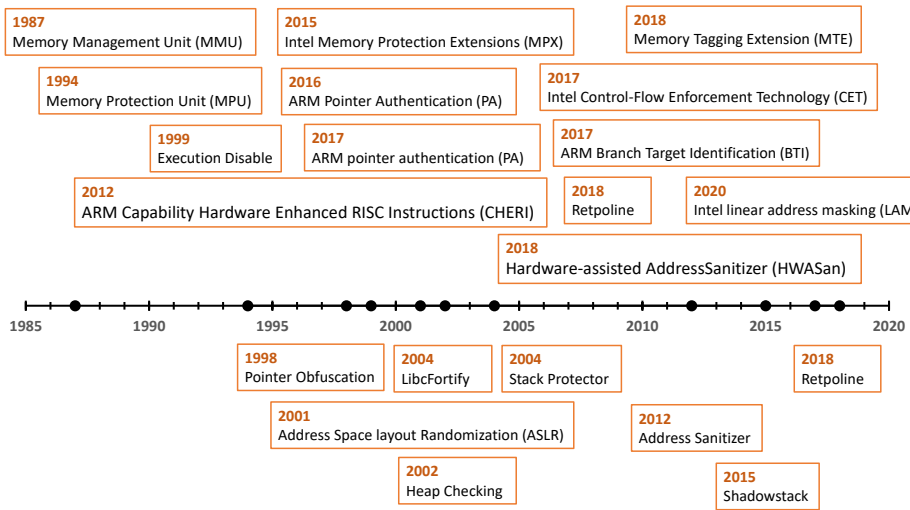 1987
Memory Management Unit (MMU)
2015
Intel Memory Protection Extensions (MPX)
2018
Memory Tagging Extension (MTE)
1994
Memory Protection Unit (MPU)
2016
ARM Pointer Authentication (PA)
2017
Intel Control-Flow Enforcement Technology (CET)
1999
Execution Disable
2017
ARM pointer authentication (PA)
2017
ARM Branch Target Identification (BTI)
2012
ARM Capability Hardware Enhanced RISC Instructions (CHERI)
2018
Retpoline
2020
Intel linear address masking (LAM
2018
Hardware-assisted AddressSanitizer (HWASan)
1985 1990 1995 2000 2005 2010 2015 2020
1998
Pointer Obfuscation
2004
LibcFortify
2004
Stack Protector
2018
Retpoline
2001
Address Space layout Randomization (ASLR)
2012
Address Sanitizer
2002
Heap Checking
2015
Shadowstack